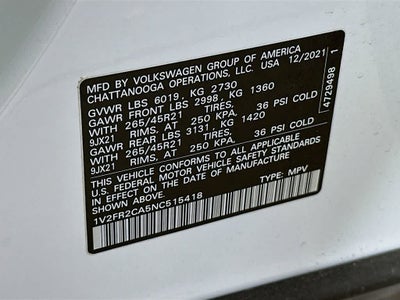 MFD BY VOLKSWAGEN GROUP OF AMERICA
CHATTANOOGA OPERATIONS, LLC. USA 12/2021
GVWR LBS 6019, KG 2730
GAWR FRONT LBS 2998, KG 1360
WITH 265/45R21 TIRES,
9JX21 RIMS, AT 250 KPA, 36 PSI COLD
GAWR REAR LBS 3131, KG 1420
WITH 265/45R21 TIRES,
9JX21 RIMS, AT 250 KPA, 36 PSI COLD
THIS VEHICLE CONFORMS TO ALL APPLICABLE
U.S. FEDERAL MOTOR VEHICLE SAFETY STANDARDS
IN EFFECT ON THE DATE OF MANUFACTURE
SHOWN ABOVE.
1V2FR2CA5NC515418 TYPE: MPV
4729498 1